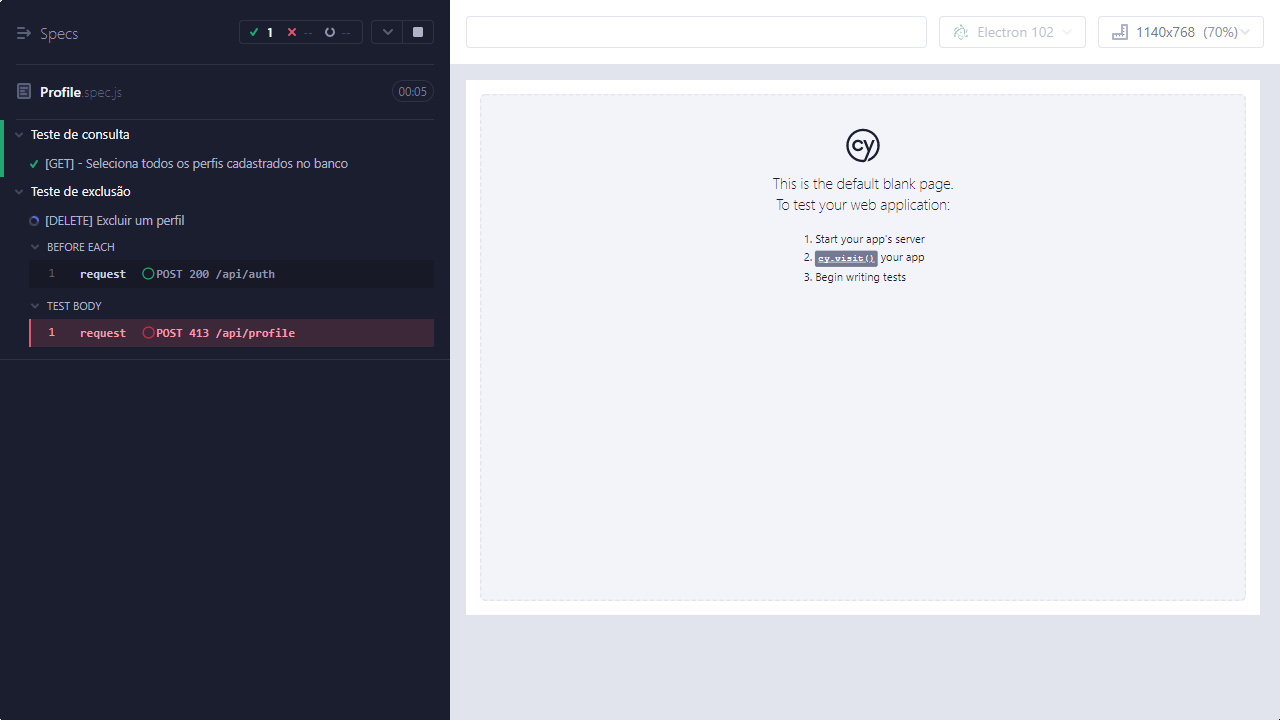 Specs
1 -- --
Profile spec.js
00:05
Teste de consulta
[GET] - Seleciona todos os perfis cadastrados no banco
Teste de exclusão
[DELETE] Excluir um perfil
BEFORE EACH
1 request POST 200 /api/auth
TEST BODY
1 request POST 413 /api/profile
Electron 102
1140x768 (70%)
cy
This is the default blank page.
To test your web application:
1. Start your app's server
2. cy.visit() your app
3. Begin writing tests